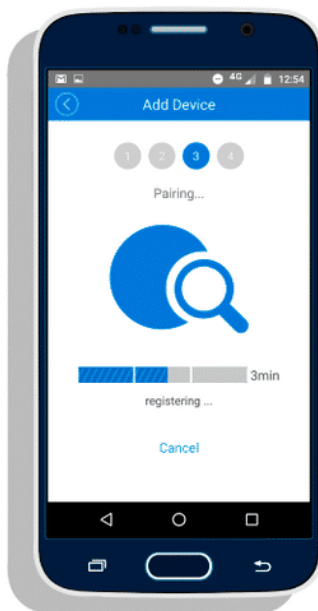 4G 12:54
Add Device
1 2 3 4
Pairing...
3min
registering ...
Cancel